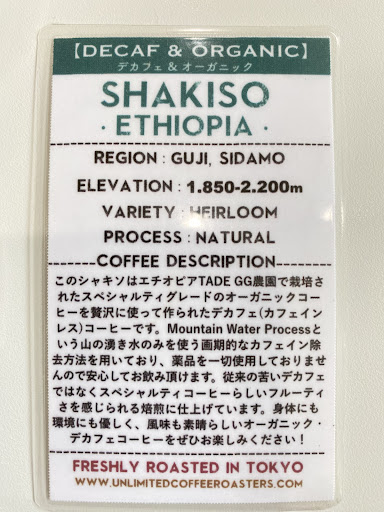 【DECAF & ORGANIC】
デカフェ & オーガニック
SHAKISO
· ETHIOPIA ·
REGION : GUJI, SIDAMO
ELEVATION : 1.850-2.200m
VARIETY : HEIRLOOM
PROCESS : NATURAL
COFFEE DESCRIPTION
このシャキソはエチオピアTADE GG農園で栽培さ
れたスペシャルティグレードのオーガニックコー
ヒーを贅沢に使って作られたデカフェ(カフェイン
レス)コーヒーです。Mountain Water Processと
いう山の湧き水のみを使う画期的なカフェイン除
去方法を用いており、薬品を一切使用しておりませ
んので安心してお飲み頂けます。従来の苦いデカフェ
ではなくスペシャルティコーヒーらしいフルーティ
さを感じられる焙煎に仕上げています。身体にも
環境にも優しく、風味も素晴らしいオーガニック・
デカフェコーヒーをぜひお楽しみください！
FRESHLY ROASTED IN TOKYO
WWW.UNLIMITEDCOFFEEROASTERS.COM